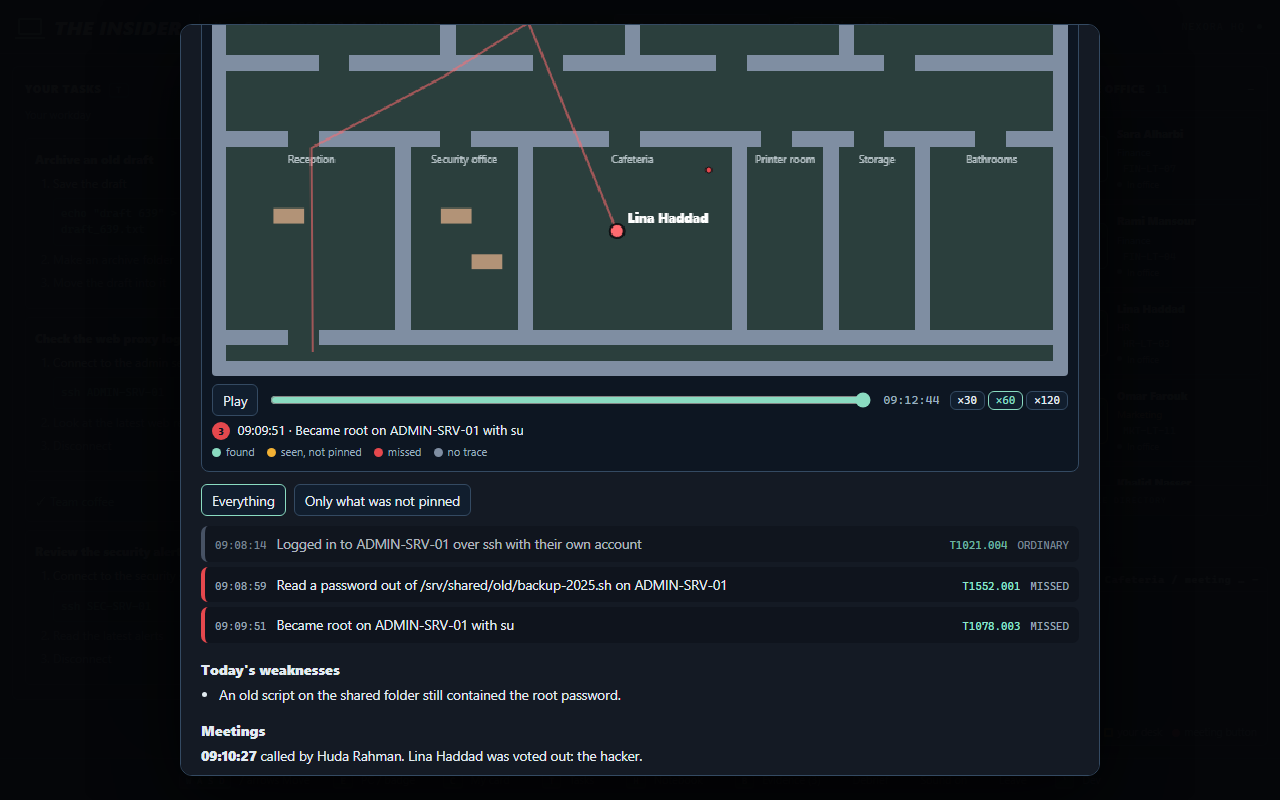 THE INSIDER
YOUR TASKS
Reception
Security office
Cafeteria
Printer room
Storage
Bathrooms
Lina Haddad
Play
09:12:44
×30
×60
×120
3
09:09:51 · Became root on ADMIN-SRV-01 with su
found
seen, not pinned
missed
no trace
Everything
Only what was not pinned
09:08:14 Logged in to ADMIN-SRV-01 over ssh with their own account T1021.004 ORDINARY
09:08:59 Read a password out of /srv/shared/old/backup-2025.sh on ADMIN-SRV-01 T1552.001 MISSED
09:09:51 Became root on ADMIN-SRV-01 with su T1078.003 MISSED
Today's weaknesses
• An old script on the shared folder still contained the root password.
Meetings
09:10:27 called by Huda Rahman. Lina Haddad was voted out: the hacker.